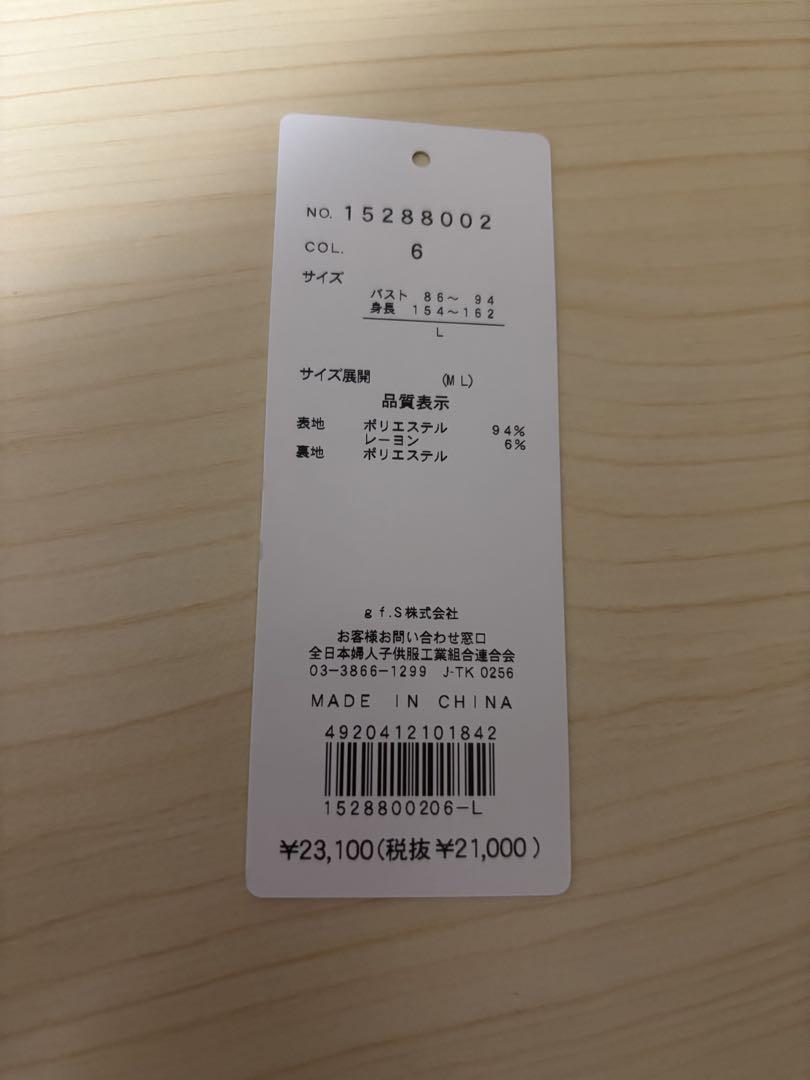 NO. 15288002
COL. 6
サイズ
バスト 86〜 94
身長 154〜162
L
サイズ展開 (ML)
品質表示
表地 ポリエステル 94%
レーヨン 6%
裏地 ポリエステル
gf.S株式会社
お客様お問い合わせ窓口
全日本婦人子供服工業組合連合会
03-3866-1299 J-TK 0256
MADE IN CHINA
4920412101842
1528800206-L
¥23,100(税抜¥21,000)